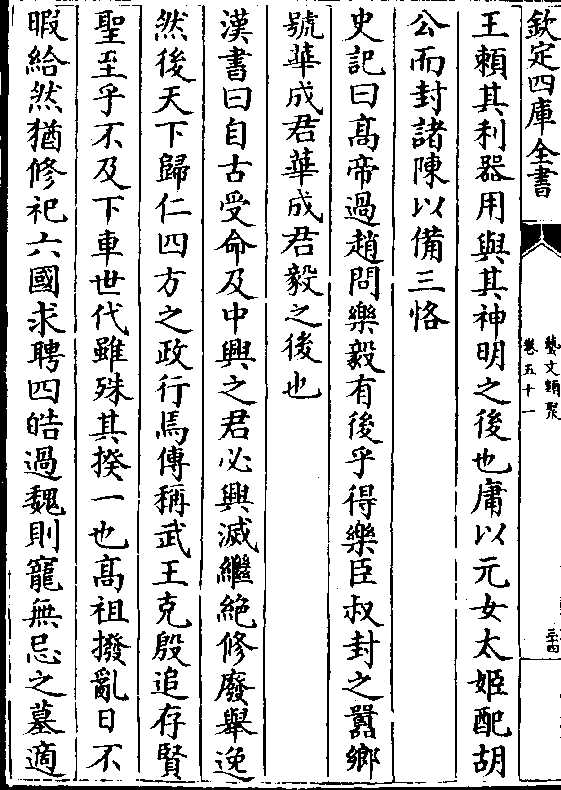 欽定四庫全書
藝文類聚
卷五十一
三十四
王賴其利器用與其神明之後也庸以元女太姬配胡
公而封諸陳以備三恪
史記曰髙帝過趙問樂毅有後乎得樂臣叔封之囂鄉
號華成君華成君毅之後也
漢書曰自古受命及中興之君必興滅繼絶修廢舉逸
然後天下歸仁四方之政行焉傳稱武王克殷追存賢
聖至乎不及下車世代雖殊其揆一也髙祖撥亂日不
暇給然猶修祀六國求聘四皓過魏則寵無忌之墓適